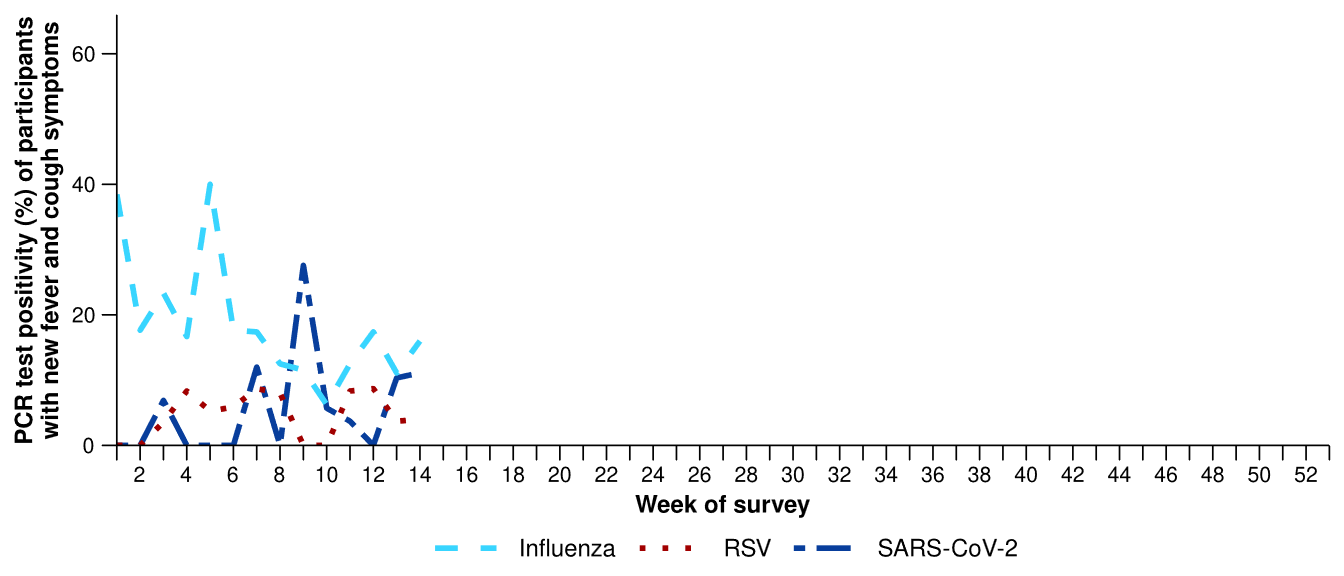 PCR test positivity (%) of participants
with new fever and cough symptoms
60
40
20
0
2 4 6 8 10 12 14 16 18 20 22 24 26 28 30 32 34 36 38 40 42 44 46 48 50 52
Week of survey
Influenza RSV SARS-CoV-2